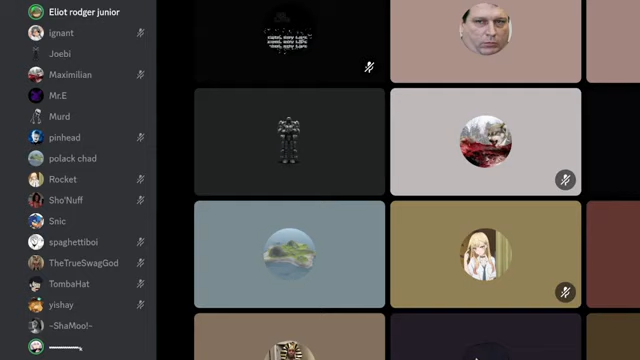 Eliot rodger junior
ignant
Joebi
Maximilian
Mr.E
Murd
pinhead
polack chad
Rocket
Sho'Nuff
Snic
spaghettiboi
TheTrueSwagGod
TombaHat
yishay
~ShaMoo!~